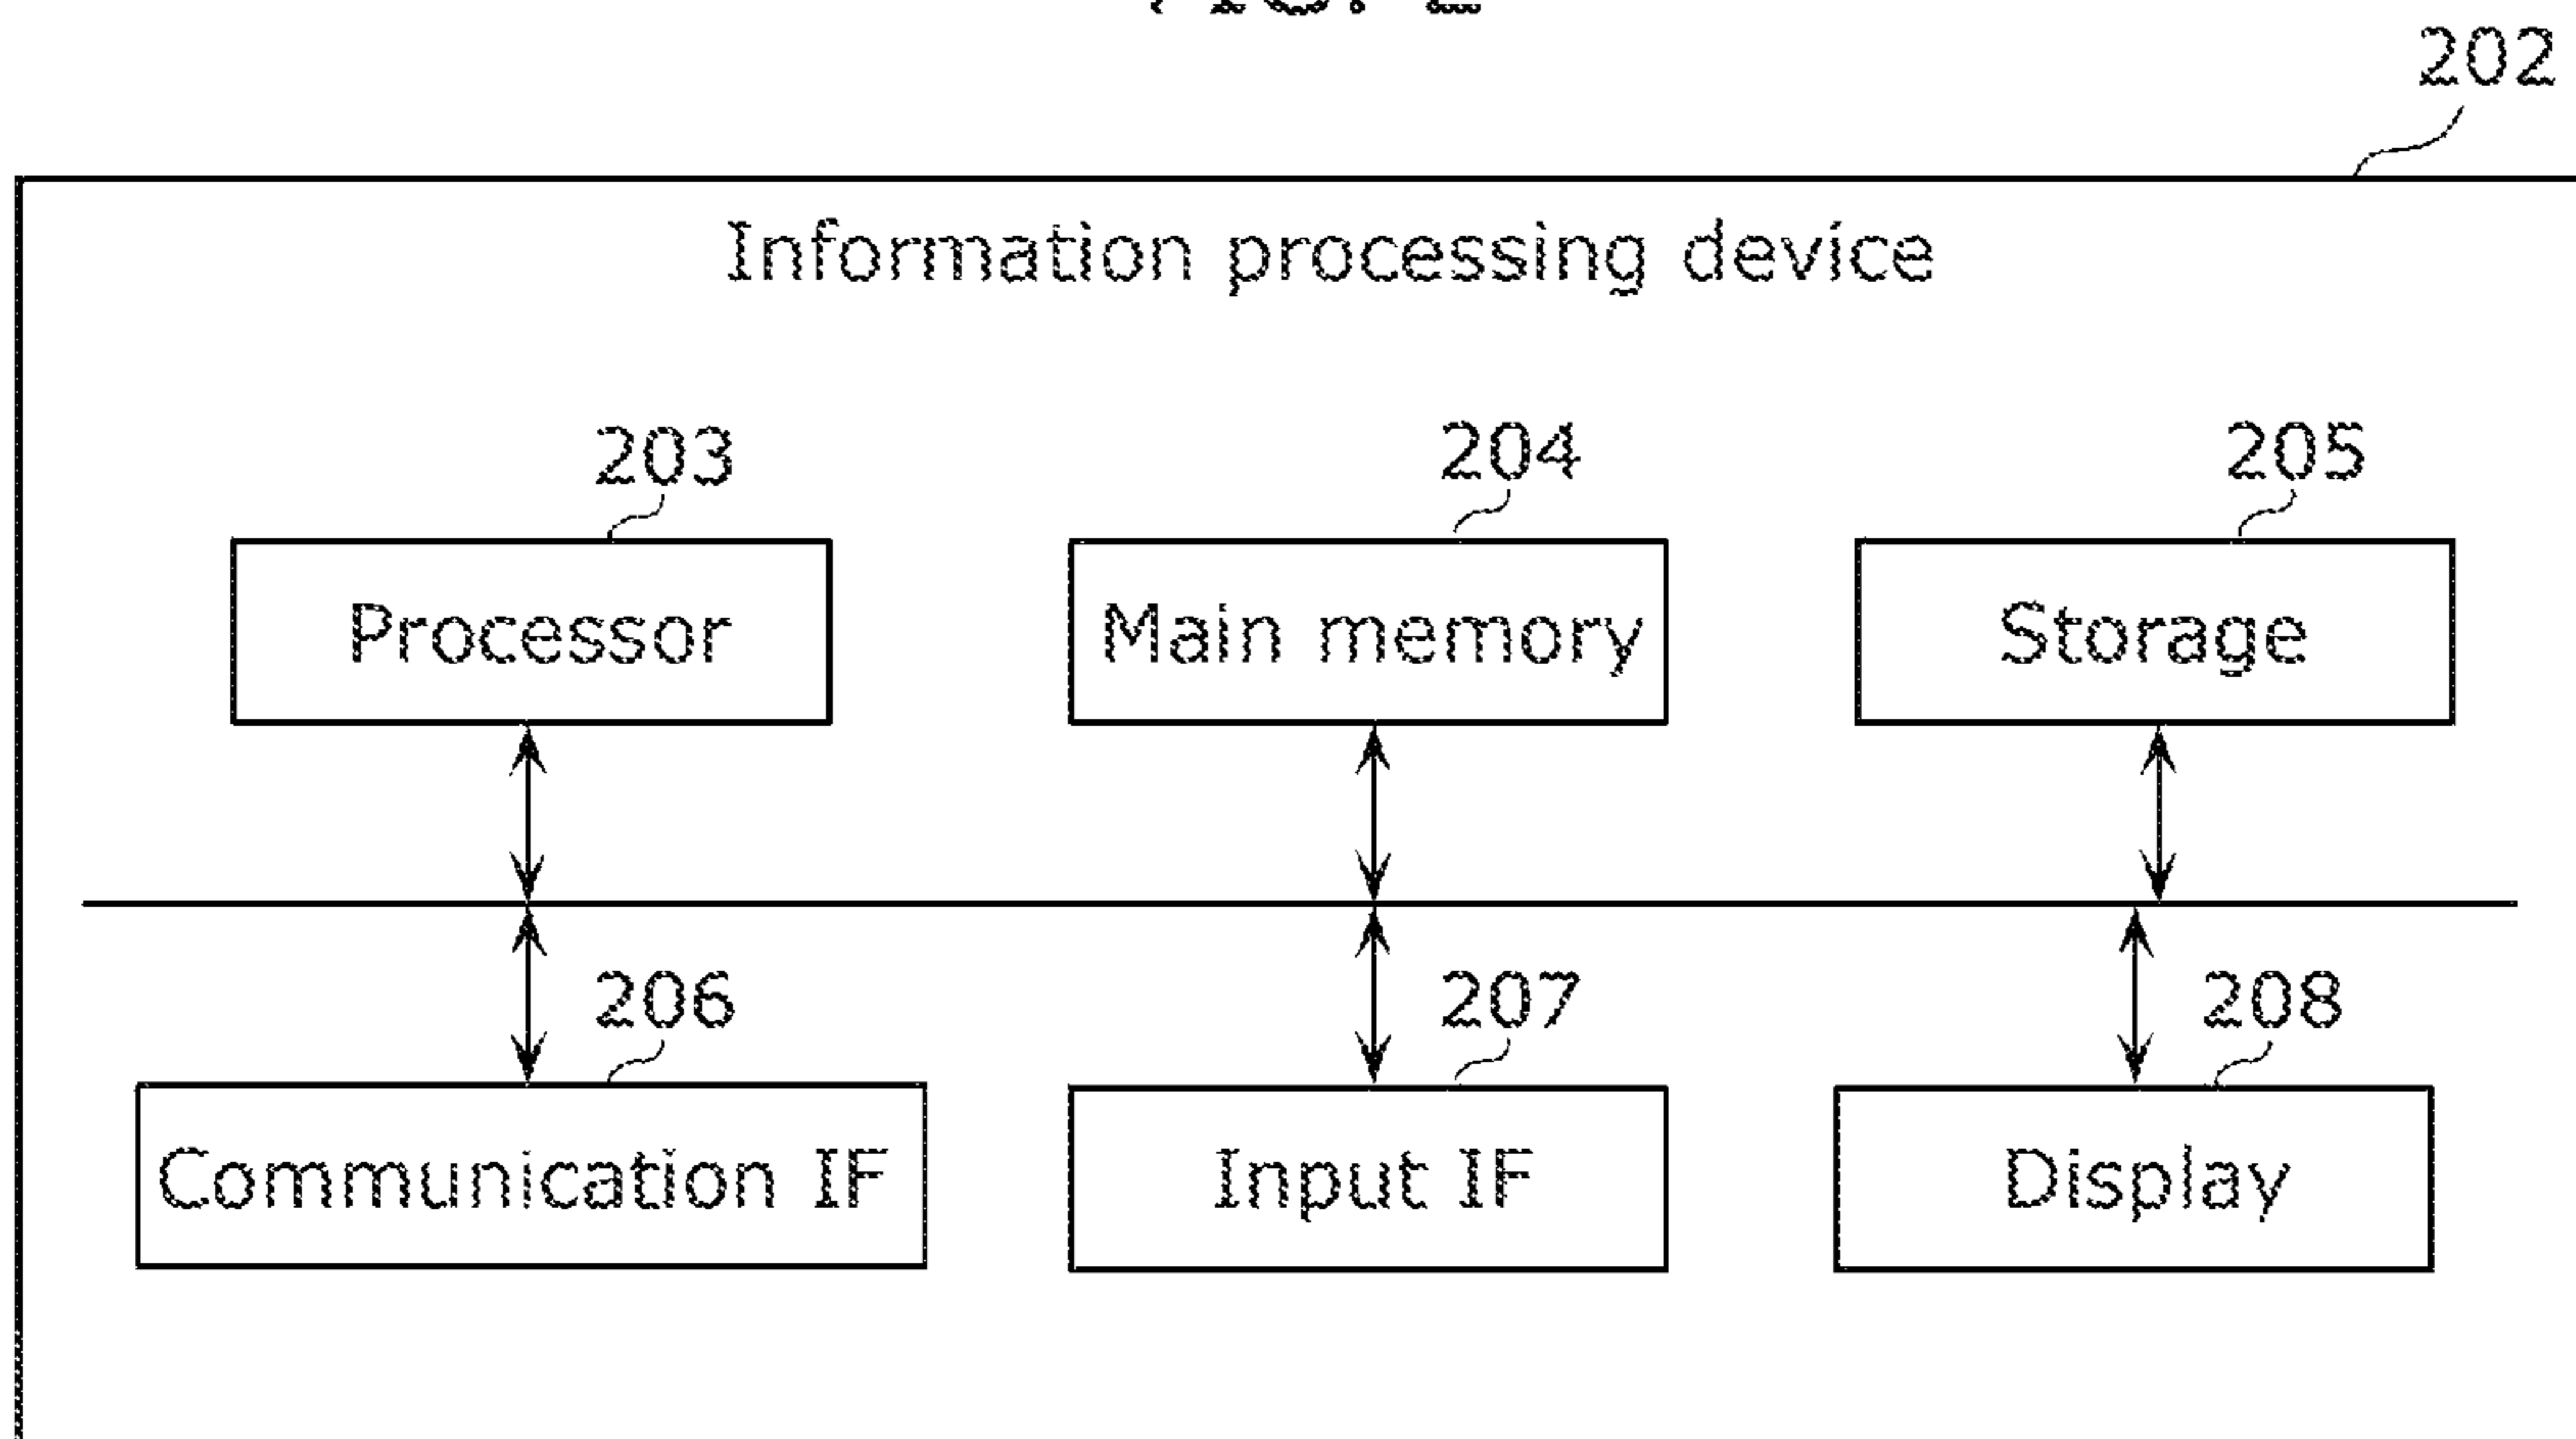 202
Information processing device
203 204 205
Processor Main memory Storage
206 207 208
Communication IF Input IF Display